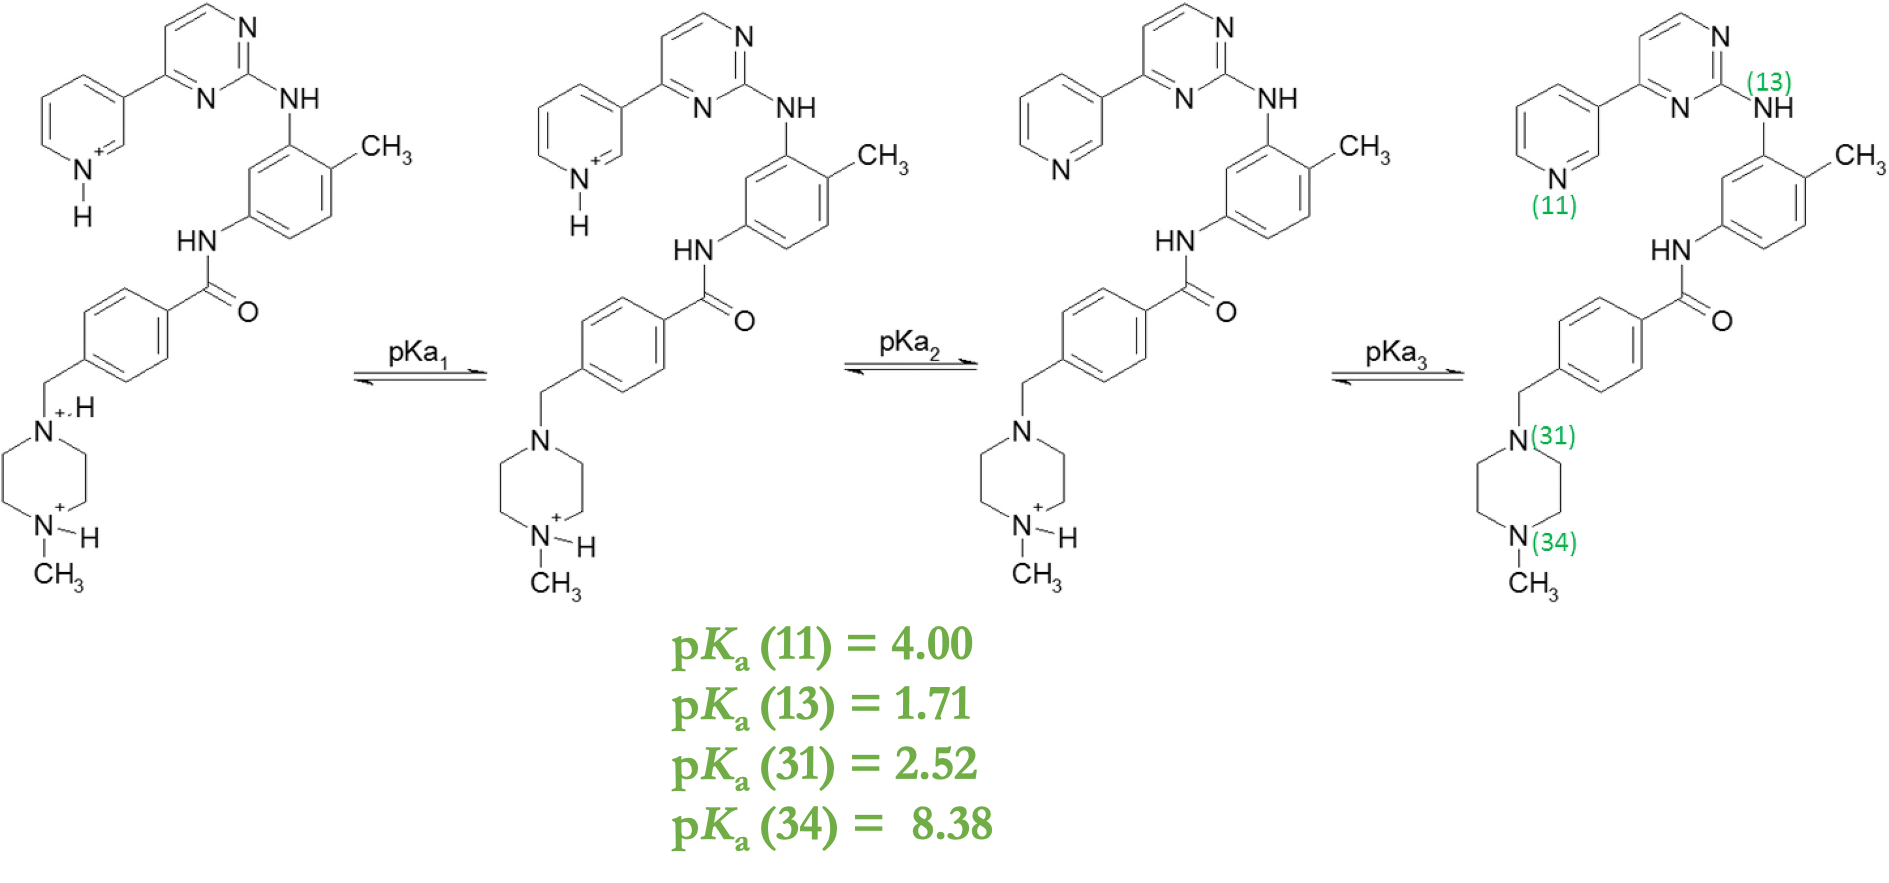 N
N
NH
CH3
N+
H
HN
O
+ H
N
N+
H
CH3
pKa1
N
N
NH
CH3
N+
H
HN
O
N
N+
H
CH3
pKa2
N
N
NH
CH3
N
HN
O
N
N+
H
CH3
pKa3
N
N
(13)
NH
CH3
N
(11)
HN
O
N(31)
N(34)
CH3
pKa (11) = 4.00
pKa (13) = 1.71
pKa (31) = 2.52
pKa (34) = 8.38